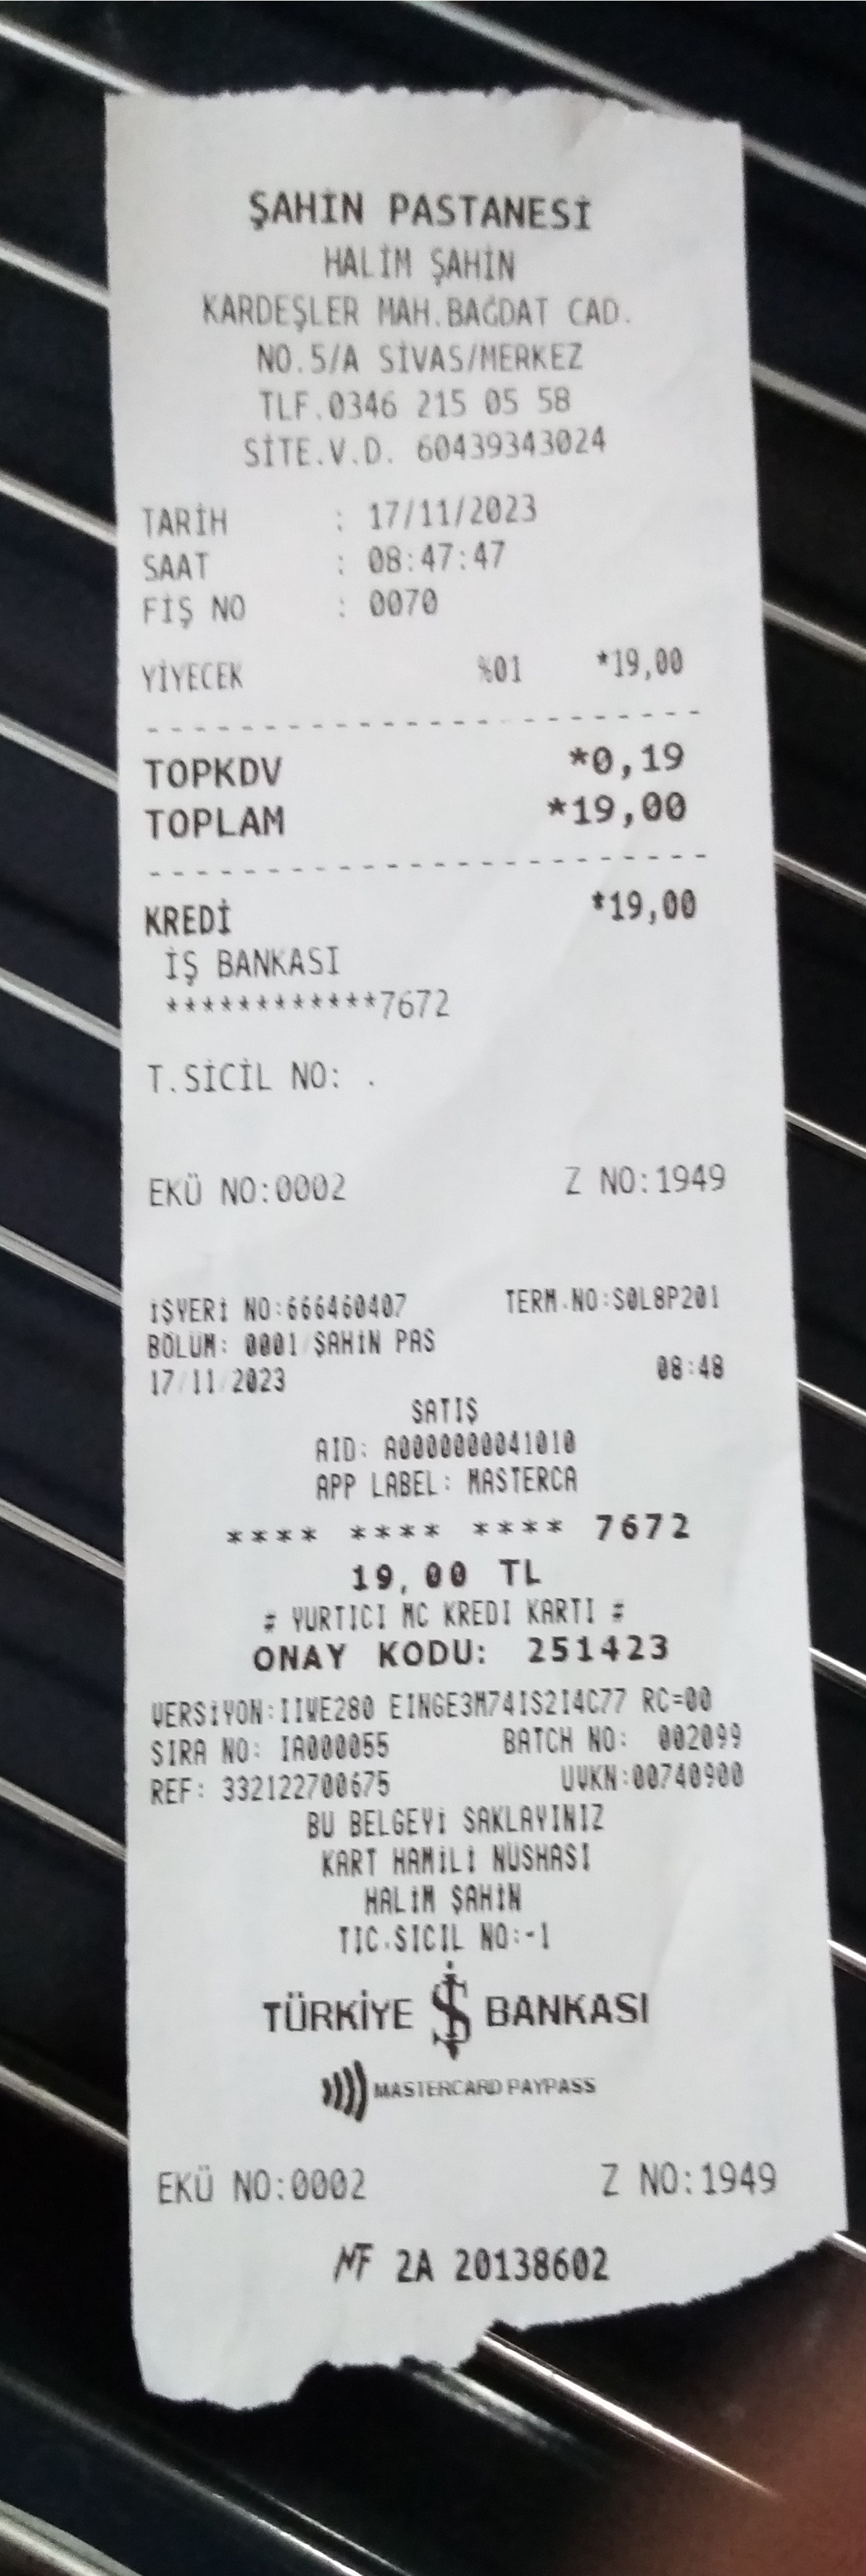 ŞAHİN PASTANESİ
HALİM ŞAHİN
KARDEŞLER MAH.BAĞDAT CAD.
NO.5/A SİVAS/MERKEZ
TLF.0346 215 05 58
SİTE.V.D. 60439343024
TARİH : 17/11/2023
SAAT : 08:47:47
FİŞ NO : 0070
YİYECEK %01 *19,00
TOPKDV *0,19
TOPLAM *19,00
KREDİ *19,00
İŞ BANKASI
************7672
T.SİCİL NO: .
EKÜ NO:0002 Z NO:1949
İŞYERİ NO:666460407 TERM.NO:S0L8P201
BÖLÜM: 0001 ŞAHİN PAS
17/11/2023 08:48
SATIŞ
AID: A0000000041010
APP LABEL: MASTERCA
**** **** **** 7672
19,00 TL
# YURTICI MC KREDI KARTI #
ONAY KODU: 251423
VERSİYON:IIWE280 EINGE3M74IS2I4C77 RC=00
SIRA NO: IA000055 BATCH NO: 002099
REF: 332122700675 UYKN:00740900
BU BELGEYİ SAKLAYINIZ
KART HAMİLİ NÜSHASI
HALİM ŞAHİN
TIC.SICIL NO:-1
TÜRKİYE İŞ BANKASI
MASTERCARD PAYPASS
EKÜ NO:0002 Z NO:1949
MF 2A 20138602